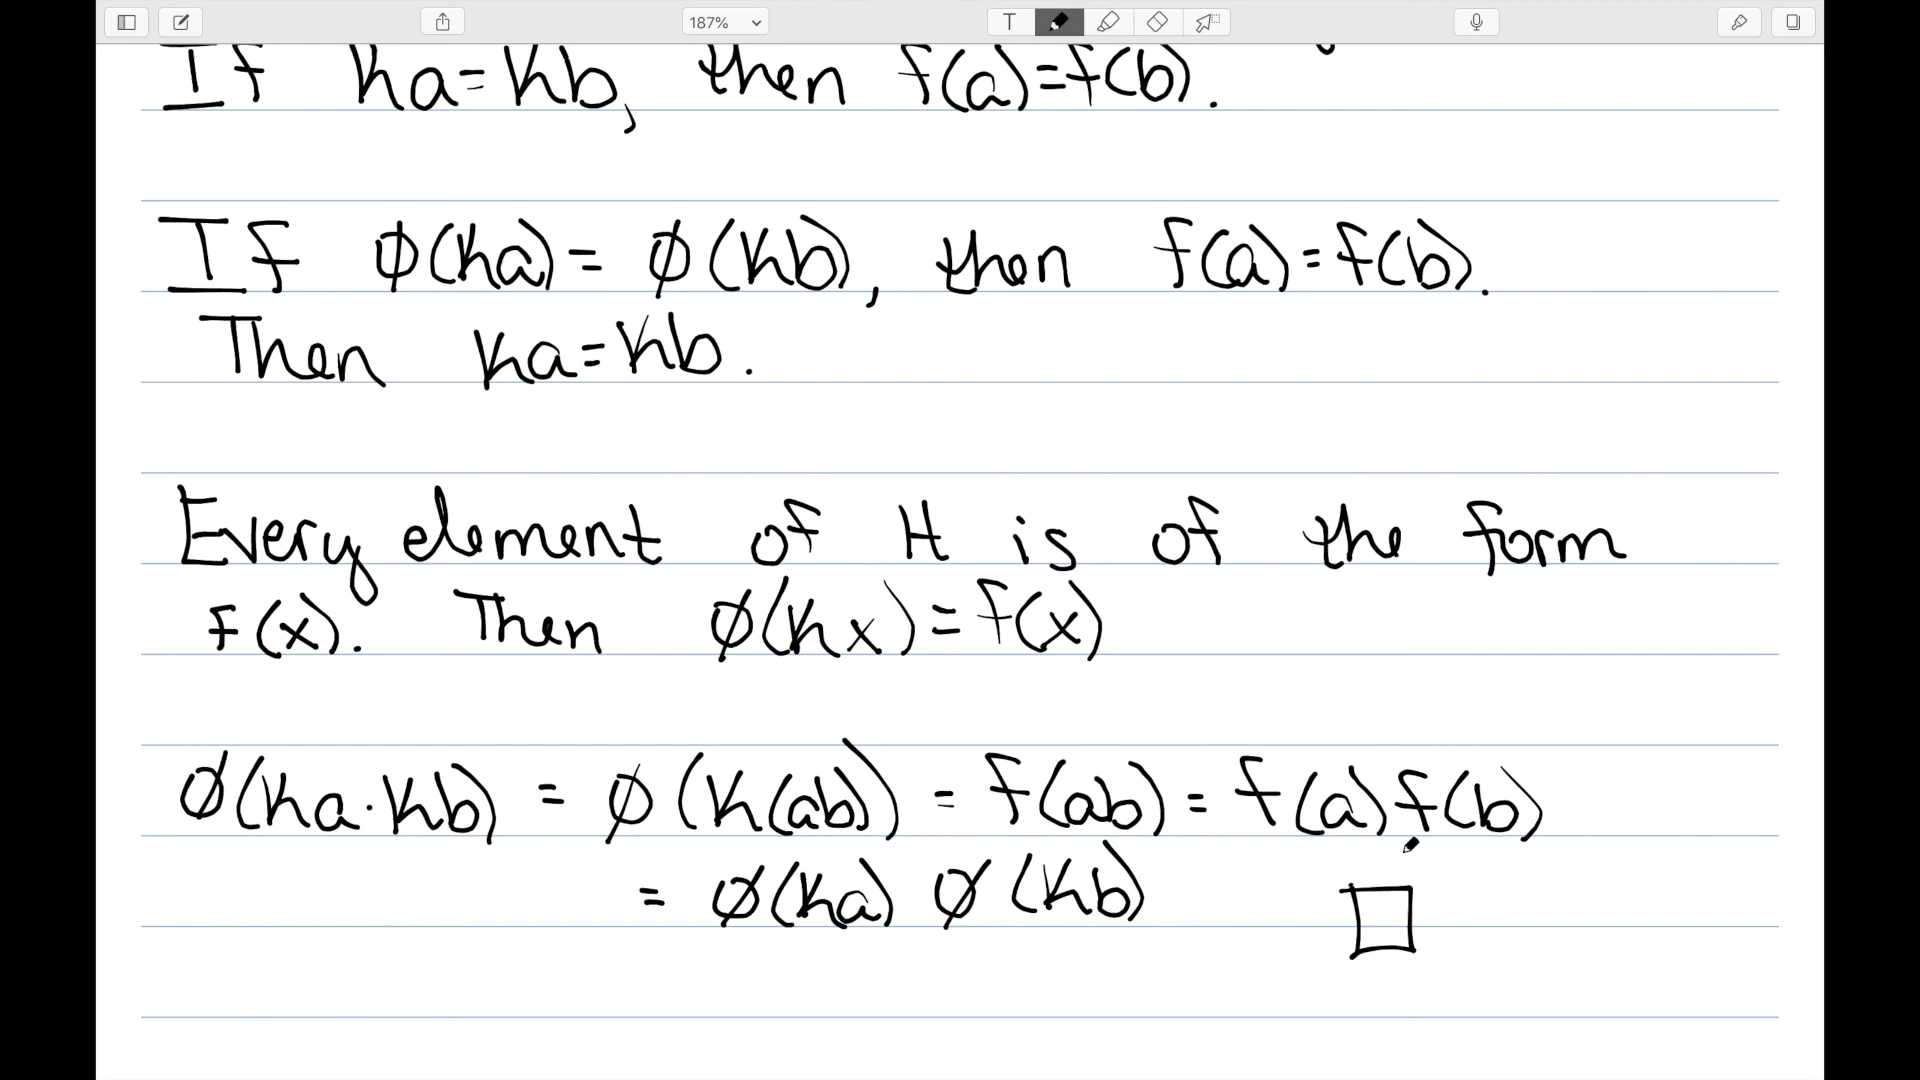 187%
T
If Ka=Kb, then f(a)=f(b).
If ϕ(Ka)= ϕ(Kb), then f(a)=f(b).
Then Ka=Kb.
Every element of H is of the form
f(x). Then ϕ(Kx)=f(x)
ϕ(Ka·Kb) = ϕ(K(ab)) = f(ab) = f(a)f(b)
= ϕ(Ka) ϕ(Kb) □